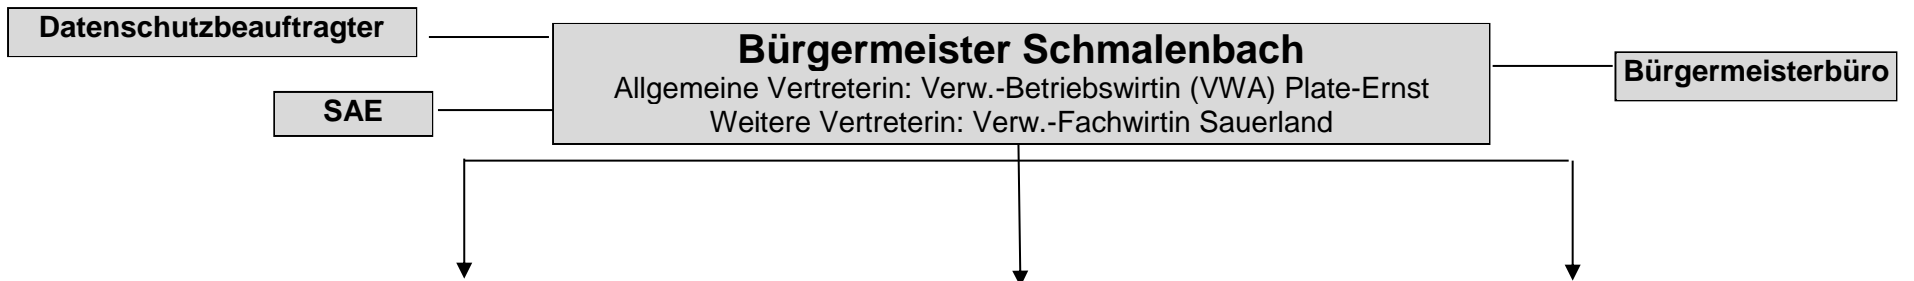 Datenschutzbeauftragter
SAE
Bürgermeister Schmalenbach
Allgemeine Vertreterin: Verw.-Betriebswirtin (VWA) Plate-Ernst
Weitere Vertreterin: Verw.-Fachwirtin Sauerland
Bürgermeisterbüro